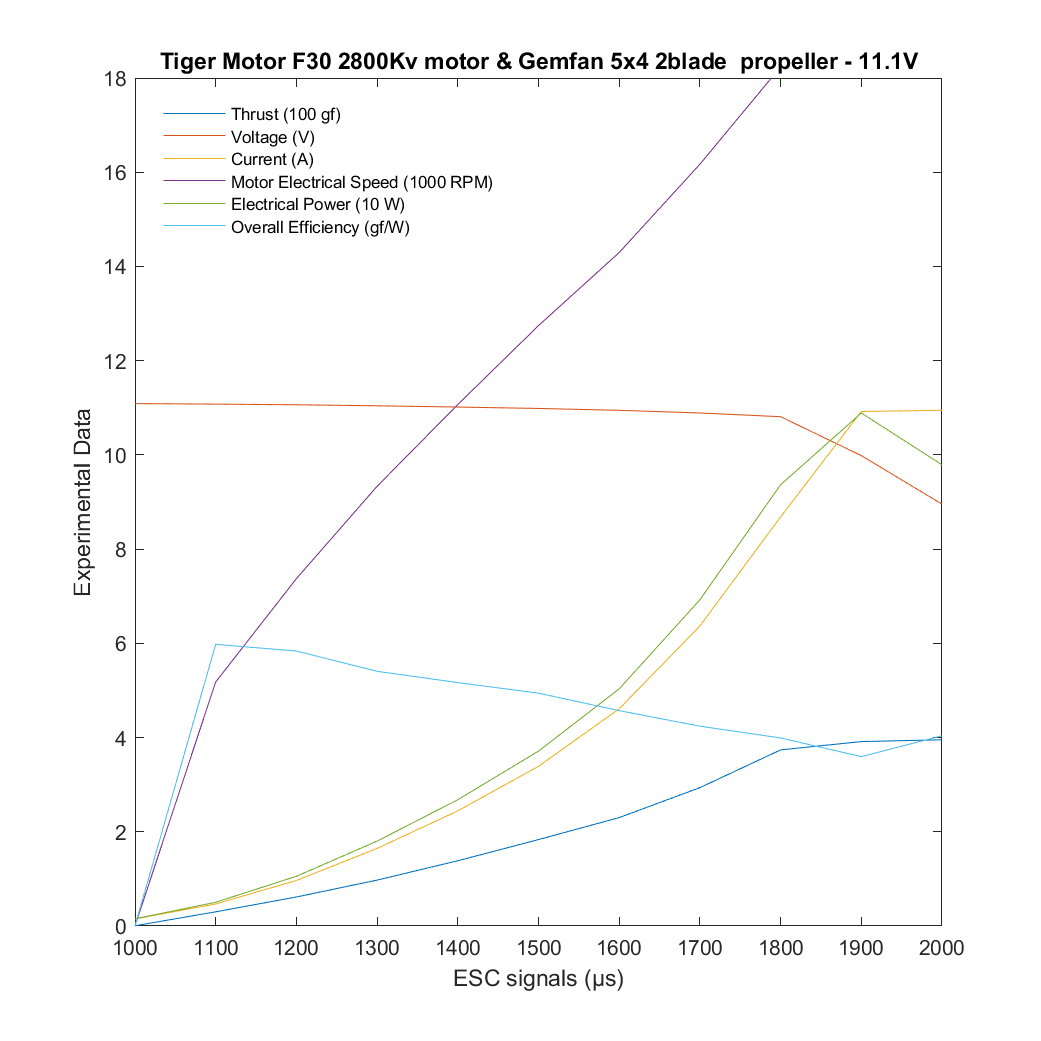 Tiger Motor F30 2800Kv motor & Gemfan 5x4 2blade  propeller - 11.1V
18
16
14
12
10
8
6
4
2
0
Experimental Data
Thrust (100 gf)
Voltage (V)
Current (A)
Motor Electrical Speed (1000 RPM)
Electrical Power (10 W)
Overall Efficiency (gf/W)
1000 1100 1200 1300 1400 1500 1600 1700 1800 1900 2000
ESC signals (µs)